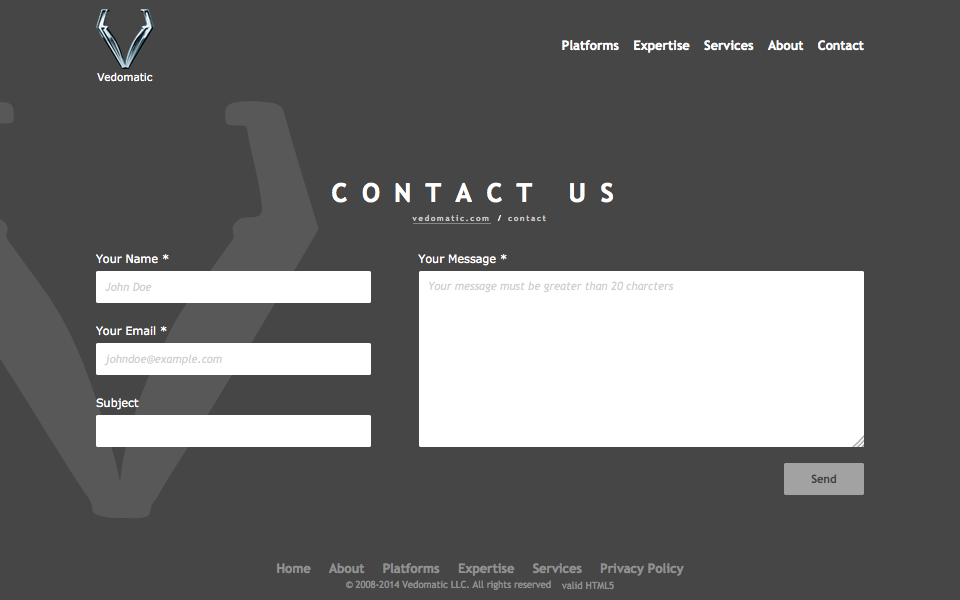 Vedomatic
Platforms Expertise Services About Contact
CONTACT US
vedomatic.com / contact
Your Name *
John Doe
Your Email *
johndoe@example.com
Subject
Your Message *
Your message must be greater than 20 charcters
Send
Home About Platforms Expertise Services Privacy Policy
© 2008-2014 Vedomatic LLC. All rights reserved valid HTML5